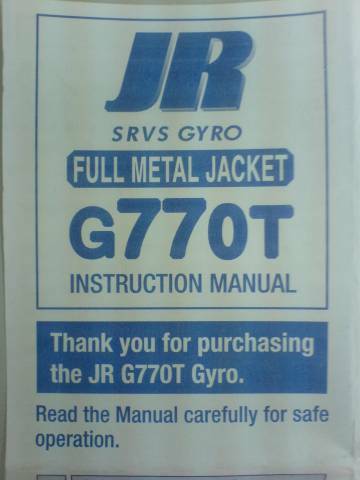 JR
SRVS GYRO
FULL METAL JACKET
G770T
INSTRUCTION MANUAL
Thank you for purchasing
the JR G770T Gyro.
Read the Manual carefully for safe
operation.